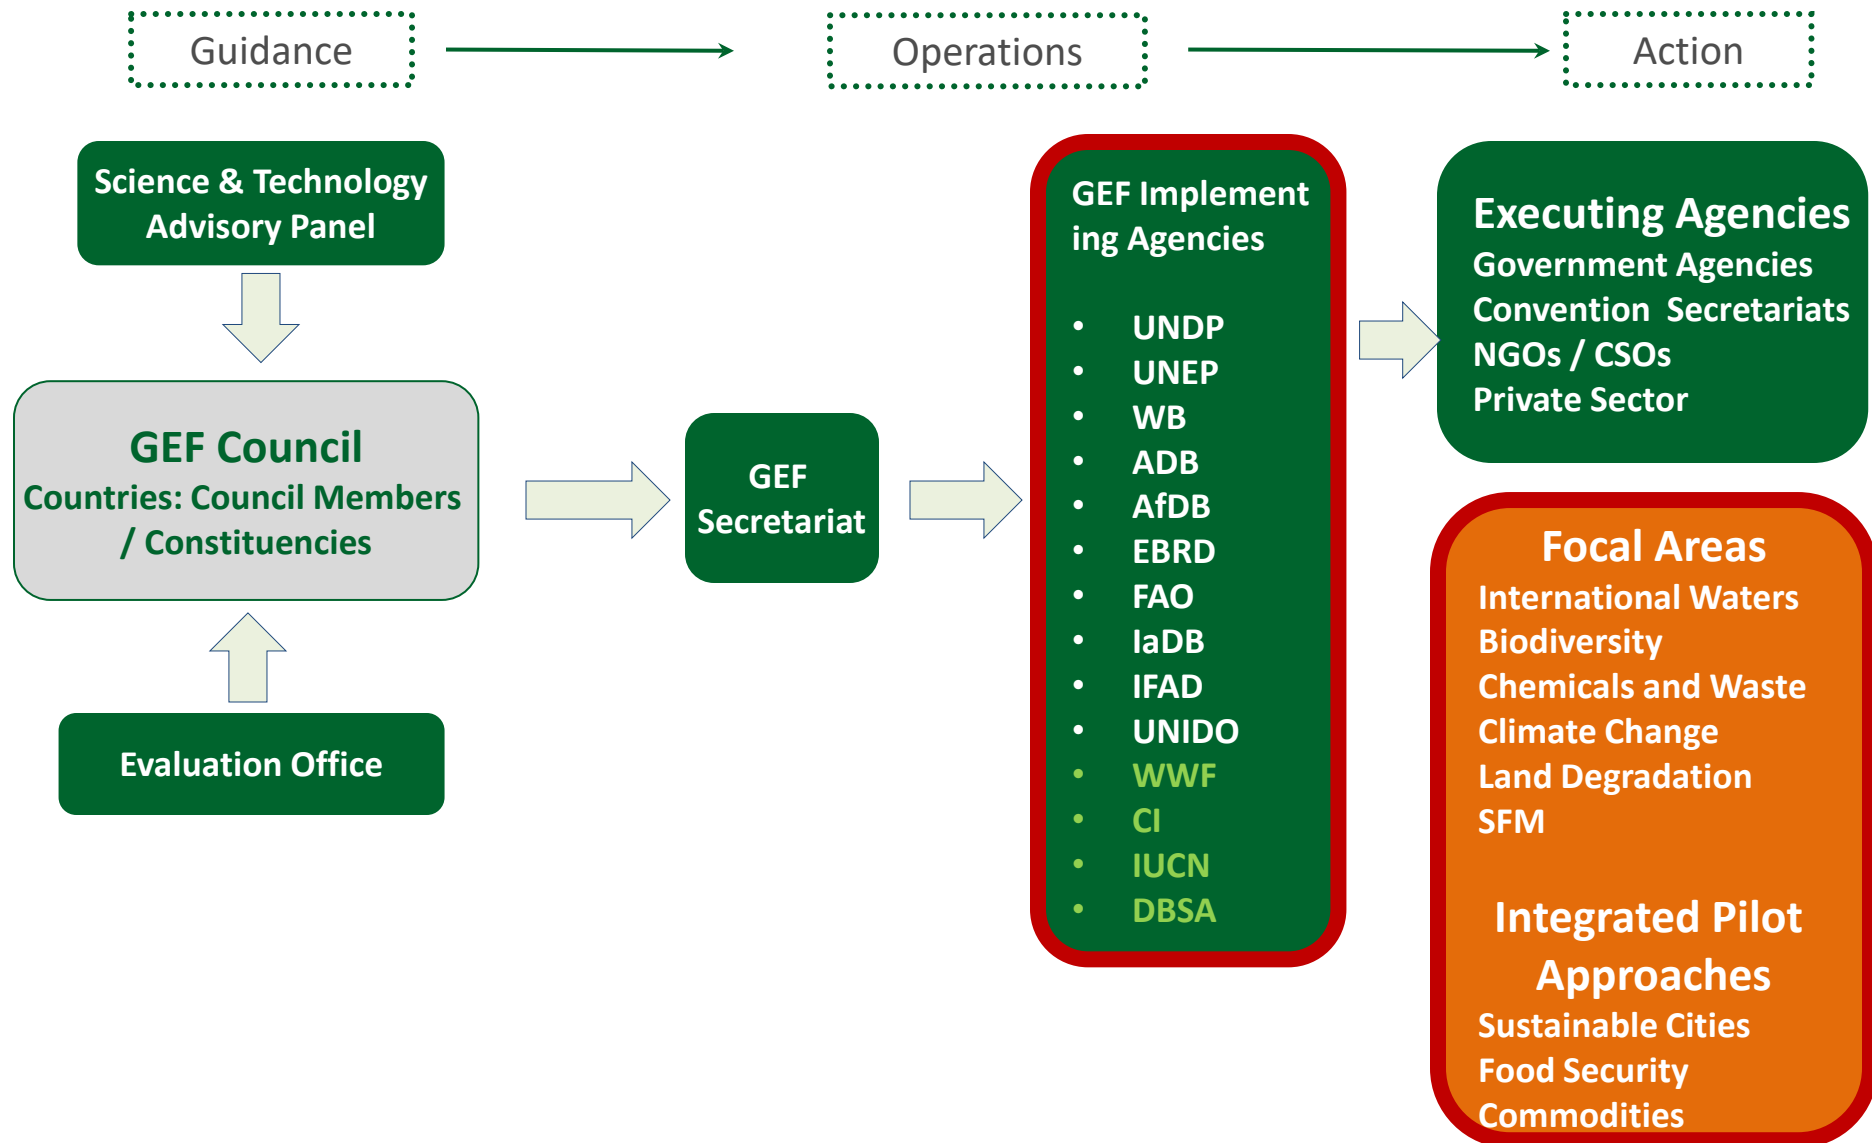 Guidance
Operations
Action
Science & Technology
Advisory Panel
GEF Council
Countries: Council Members
/ Constituencies
Evaluation Office
GEF
Secretariat
GEF Implement
ing Agencies
• UNDP
• UNEP
• WB
• ADB
• AfDB
• EBRD
• FAO
• IaDB
• IFAD
• UNIDO
• WWF
• CI
• IUCN
• DBSA
Executing Agencies
Government Agencies
Convention Secretariats
NGOs / CSOs
Private Sector
Focal Areas
International Waters
Biodiversity
Chemicals and Waste
Climate Change
Land Degradation
SFM
Integrated Pilot
Approaches
Sustainable Cities
Food Security
Commodities